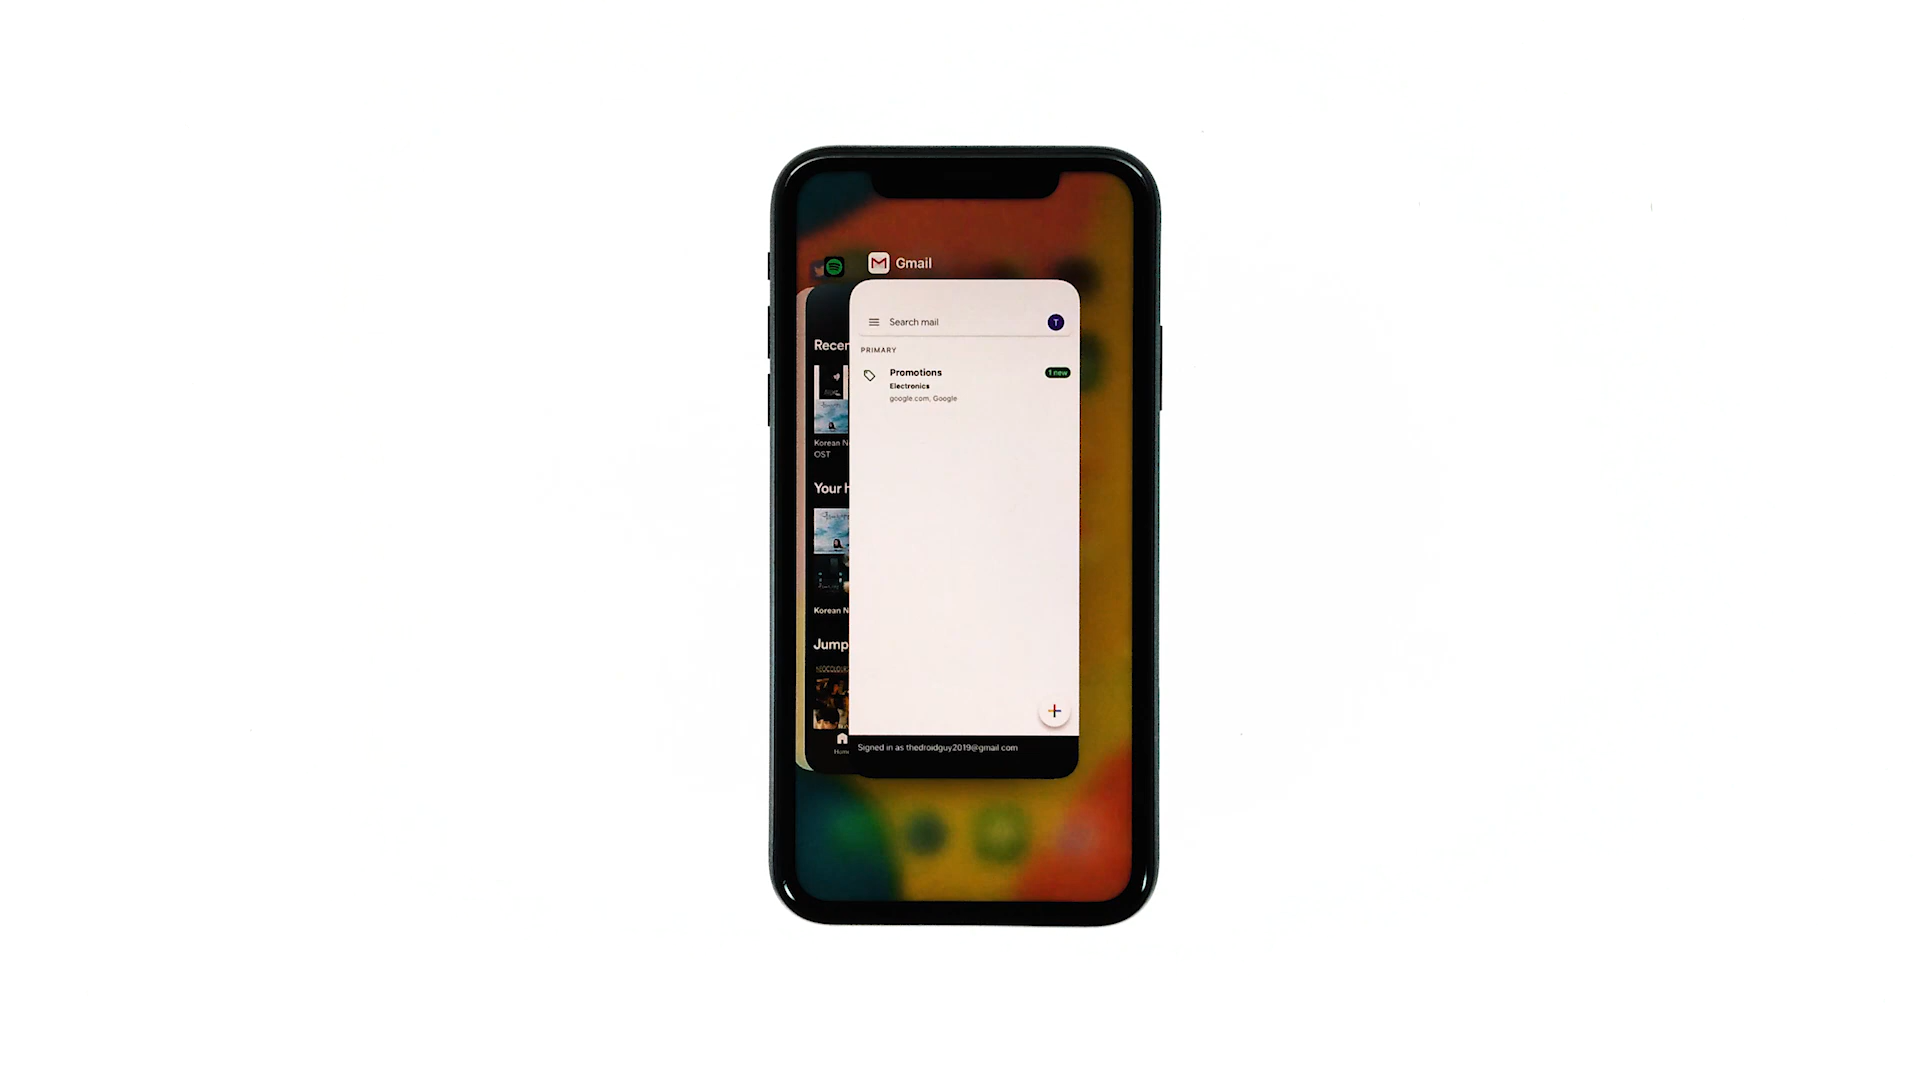 Gmail
Search mail
T
PRIMARY
Promotions
1 new
Electronics
google.com, Google
Signed in as thedroidguy2019@gmail com
Recen
Korean N
OST
Your h
Korean N
Jump
Home